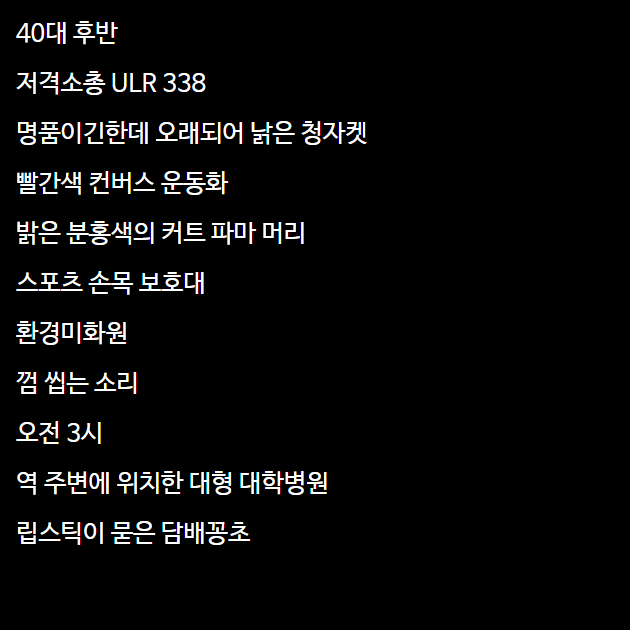 40대 후반
저격소총 ULR 338
명품이긴한데 오래되어 낡은 청자켓
빨간색 컨버스 운동화
밝은 분홍색의 커트 파마 머리
스포츠 손목 보호대
환경미화원
껌 씹는 소리
오전 3시
역 주변에 위치한 대형 대학병원
립스틱이 묻은 담배꽁초